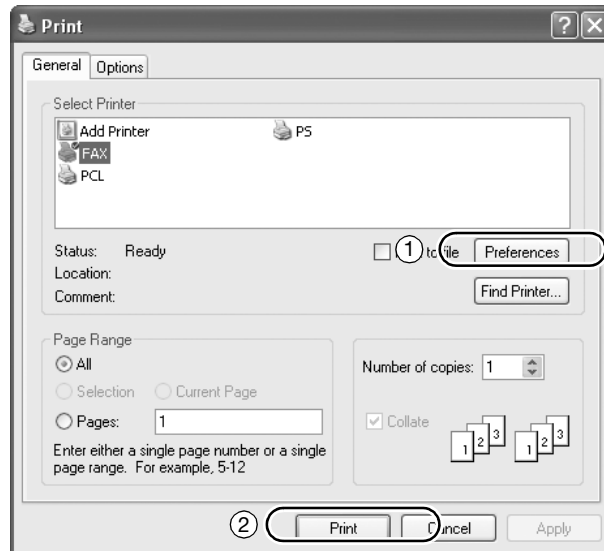 Print
General Options
Select Printer
Add Printer PS
FAX
PCL
Status: Ready
1 to file Preferences
Location:
Comment:
Find Printer...
Page Range
All
Selection Current Page
Pages: 1
Enter either a single page number or a single
page range. For example, 5-12
Number of copies: 1
Collate
1 2 3 1 2 3
2 Print Cancel Apply